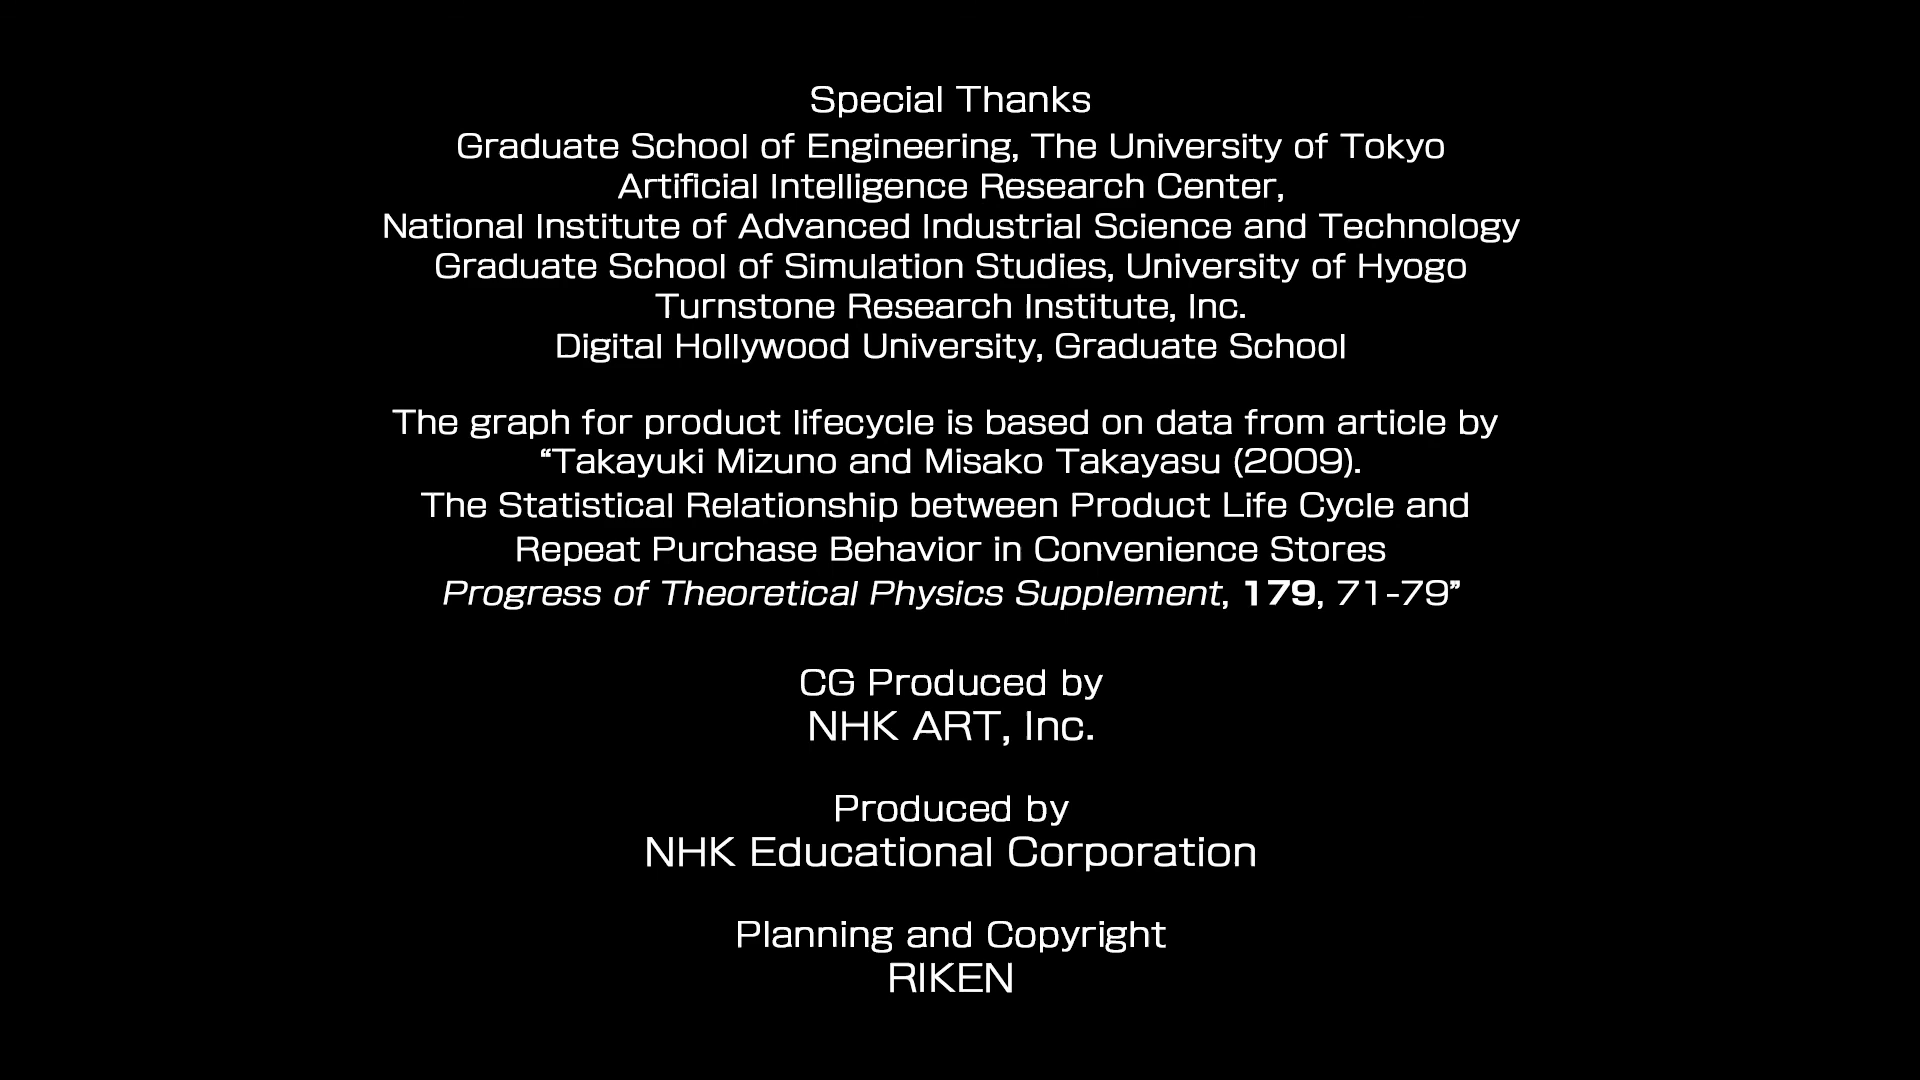 Special Thanks
Graduate School of Engineering, The University of Tokyo
Artificial Intelligence Research Center,
National Institute of Advanced Industrial Science and Technology
Graduate School of Simulation Studies, University of Hyogo
Turnstone Research Institute, Inc.
Digital Hollywood University, Graduate School
The graph for product lifecycle is based on data from article by
“Takayuki Mizuno and Misako Takayasu (2009).
The Statistical Relationship between Product Life Cycle and
Repeat Purchase Behavior in Convenience Stores
Progress of Theoretical Physics Supplement, 179, 71-79”
CG Produced by
NHK ART, Inc.
Produced by
NHK Educational Corporation
Planning and Copyright
RIKEN